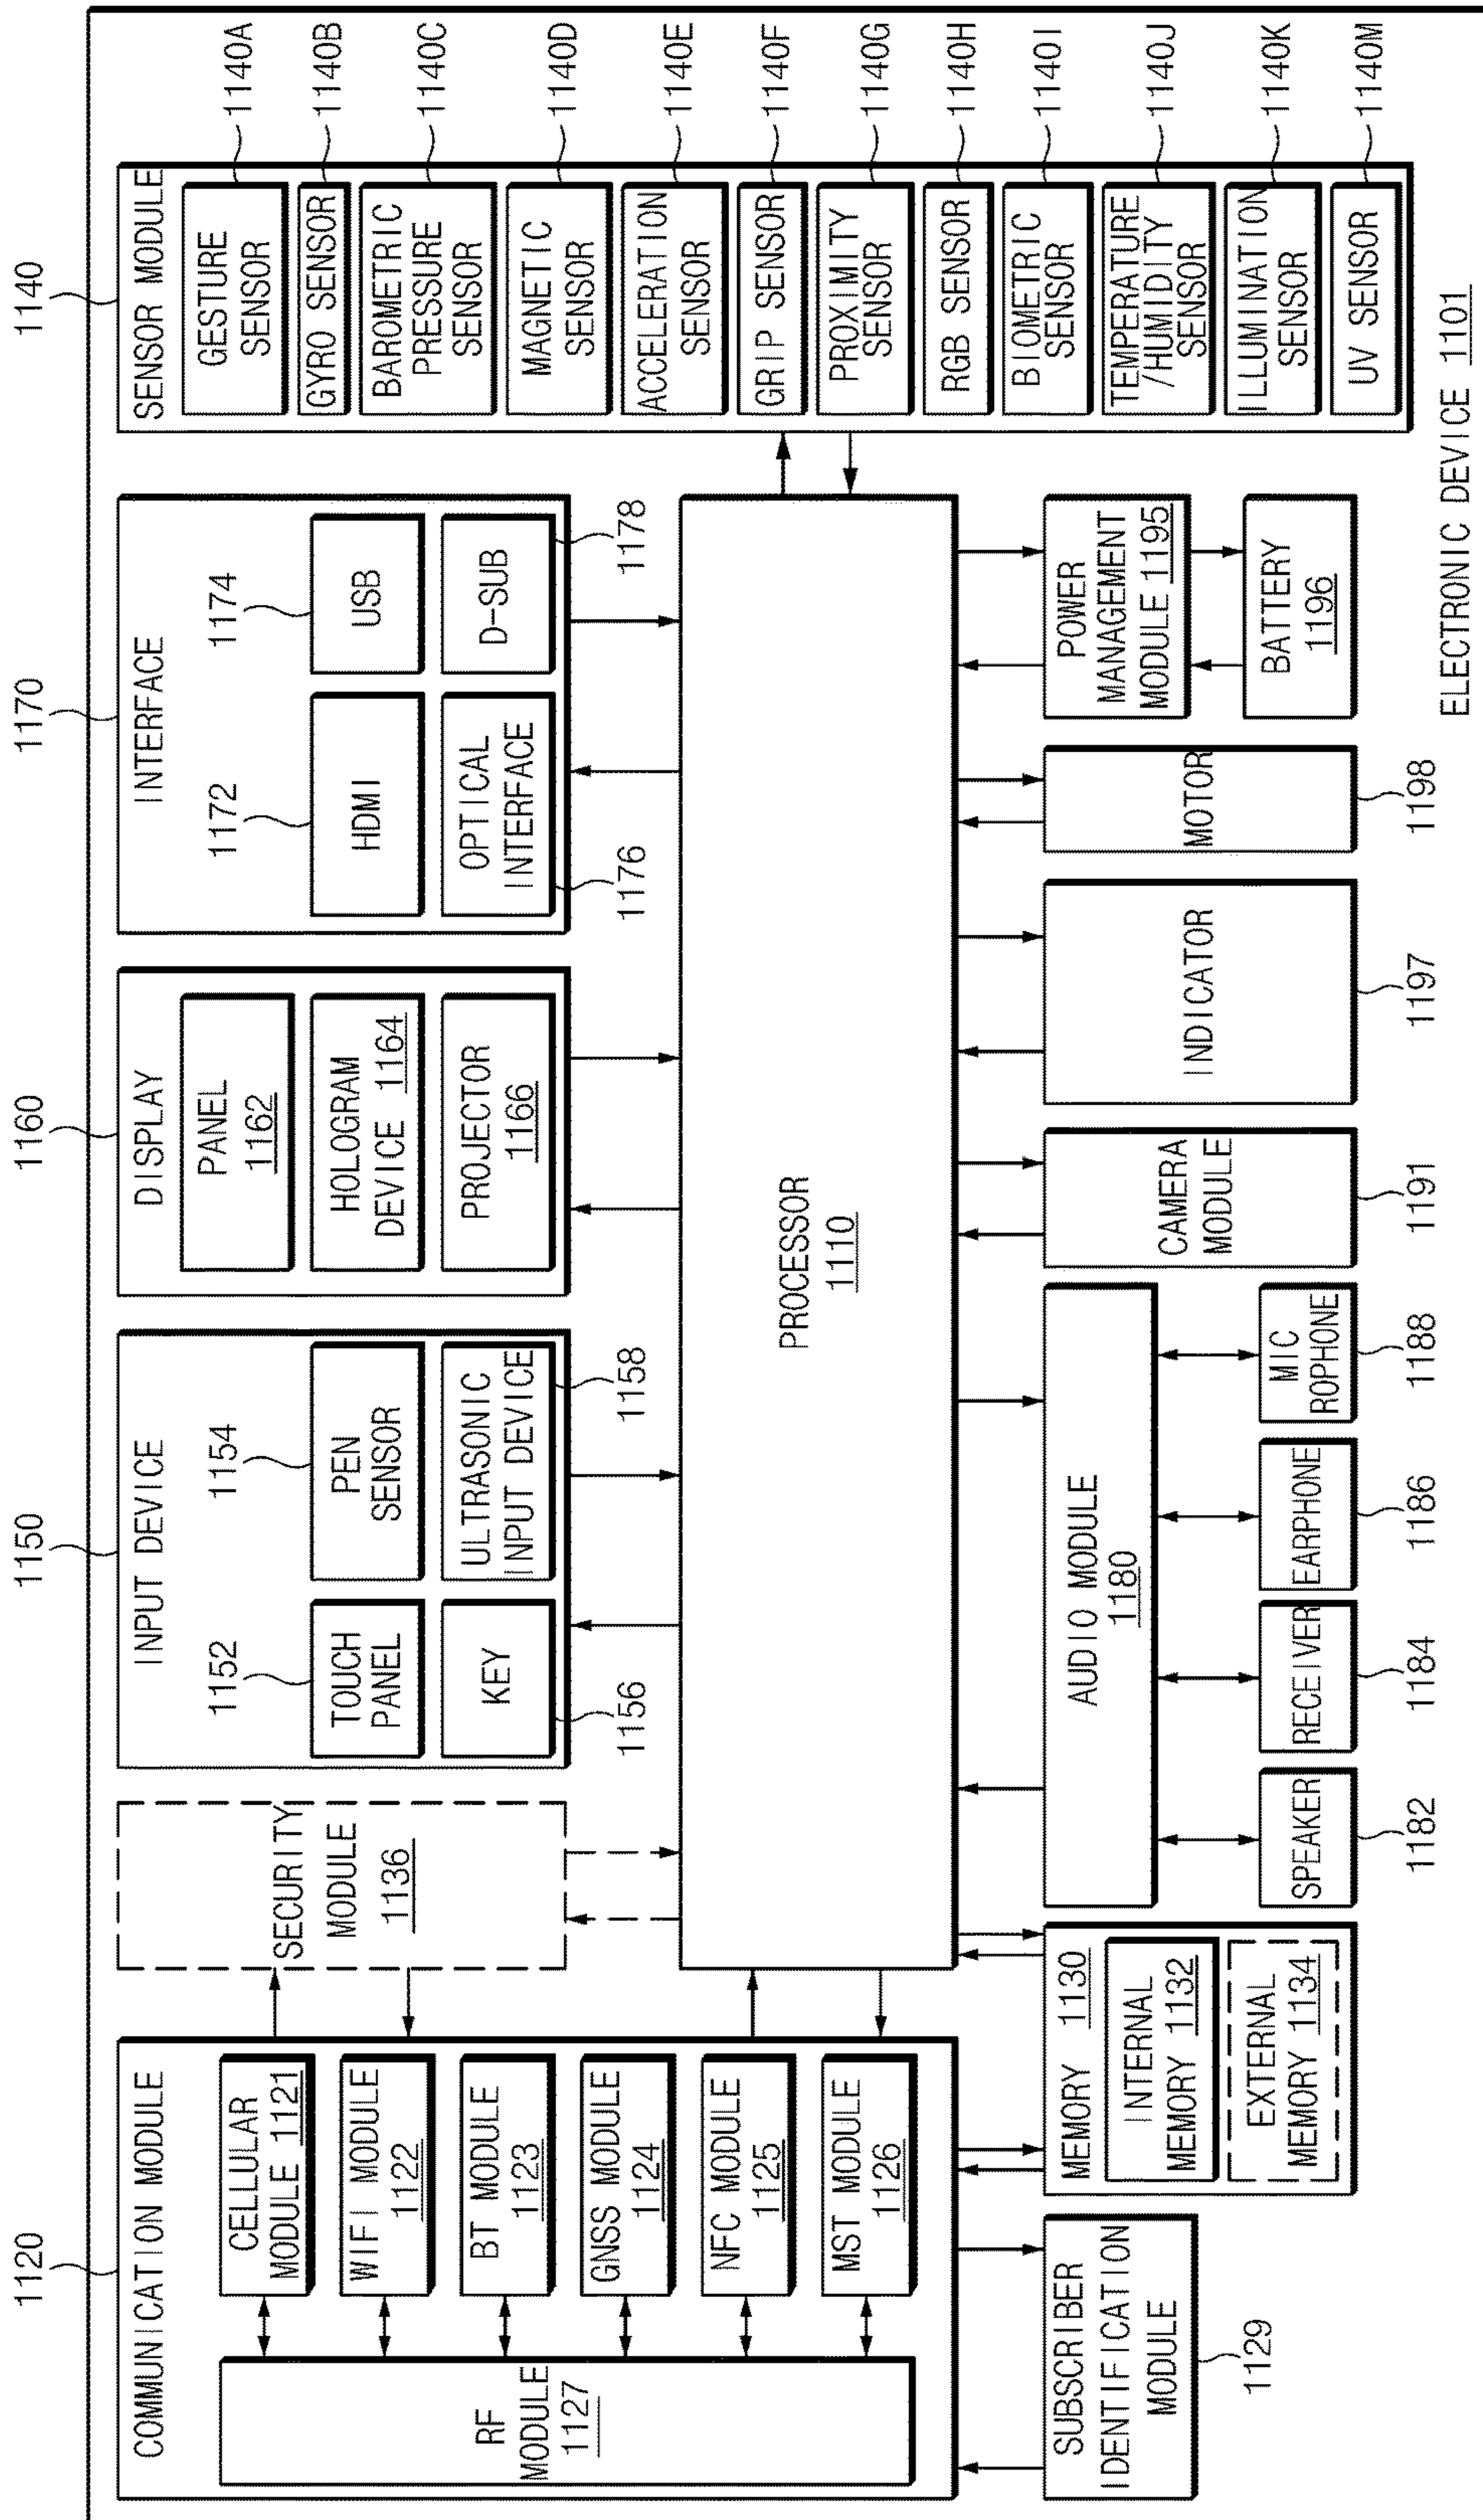 1120
1150
1160
1170
1140
COMMUNICATION MODULE
RF
MODULE
1127
CELLULAR
MODULE 1121
WIFI MODULE
1122
BT MODULE
1123
GNSS MODULE
1124
NFC MODULE
1125
MST MODULE
1126
SECURITY
MODULE
1136
INPUT DEVICE
1152
1154
TOUCH
PANEL
PEN
SENSOR
KEY
ULTRASONIC
INPUT DEVICE
1156
1158
DISPLAY
PANEL
1162
HOLOGRAM
DEVICE 1164
PROJECTOR
1166
INTERFACE
1172
1174
HDMI
USB
OPTICAL
INTERFACE
D-SUB
1176
1178
SENSOR MODULE
GESTURE
SENSOR
1140A
GYRO SENSOR
1140B
BAROMETRIC
PRESSURE
SENSOR
1140C
MAGNETIC
SENSOR
1140D
ACCELERATION
SENSOR
1140E
GRIP SENSOR
1140F
PROXIMITY
SENSOR
1140G
RGB SENSOR
1140H
BIOMETRIC
SENSOR
1140I
TEMPERATURE
/HUMIDITY
SENSOR
1140J
ILLUMINATION
SENSOR
1140K
UV SENSOR
1140M
PROCESSOR
1110
SUBSCRIBER
IDENTIFICATION
MODULE
1129
MEMORY 1130
INTERNAL
MEMORY 1132
EXTERNAL
MEMORY 1134
AUDIO MODULE
1180
SPEAKER
1182
RECEIVER
1184
EARPHONE
1186
MIC
ROPHONE
1188
CAMERA
MODULE
1191
INDICATOR
1197
MOTOR
1198
POWER
MANAGEMENT
MODULE 1195
BATTERY
1196
ELECTRONIC DEVICE 1101